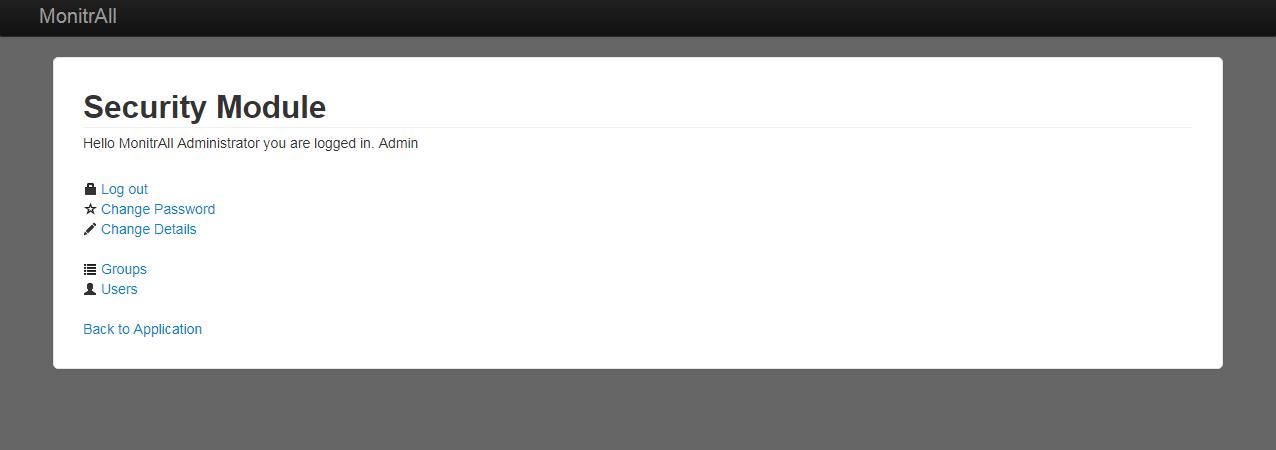 MonitrAll
Security Module
Hello MonitrAll Administrator you are logged in. Admin
Log out
Change Password
Change Details
Groups
Users
Back to Application